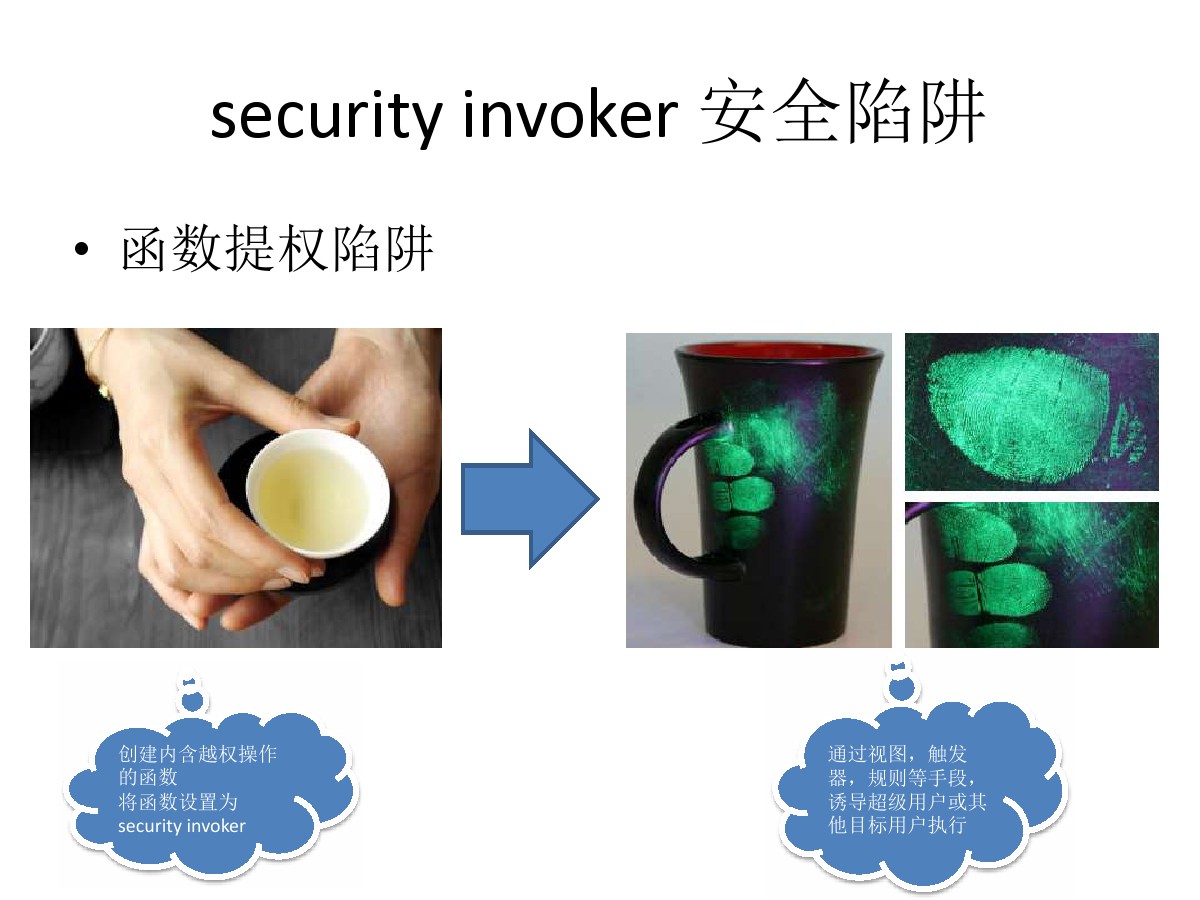 security invoker 安全陷阱
• 函数提权陷阱
创建内含越权操作
的函数
将函数设置为
security invoker
通过视图，触发
器，规则等手段，
诱导超级用户或其
他目标用户执行